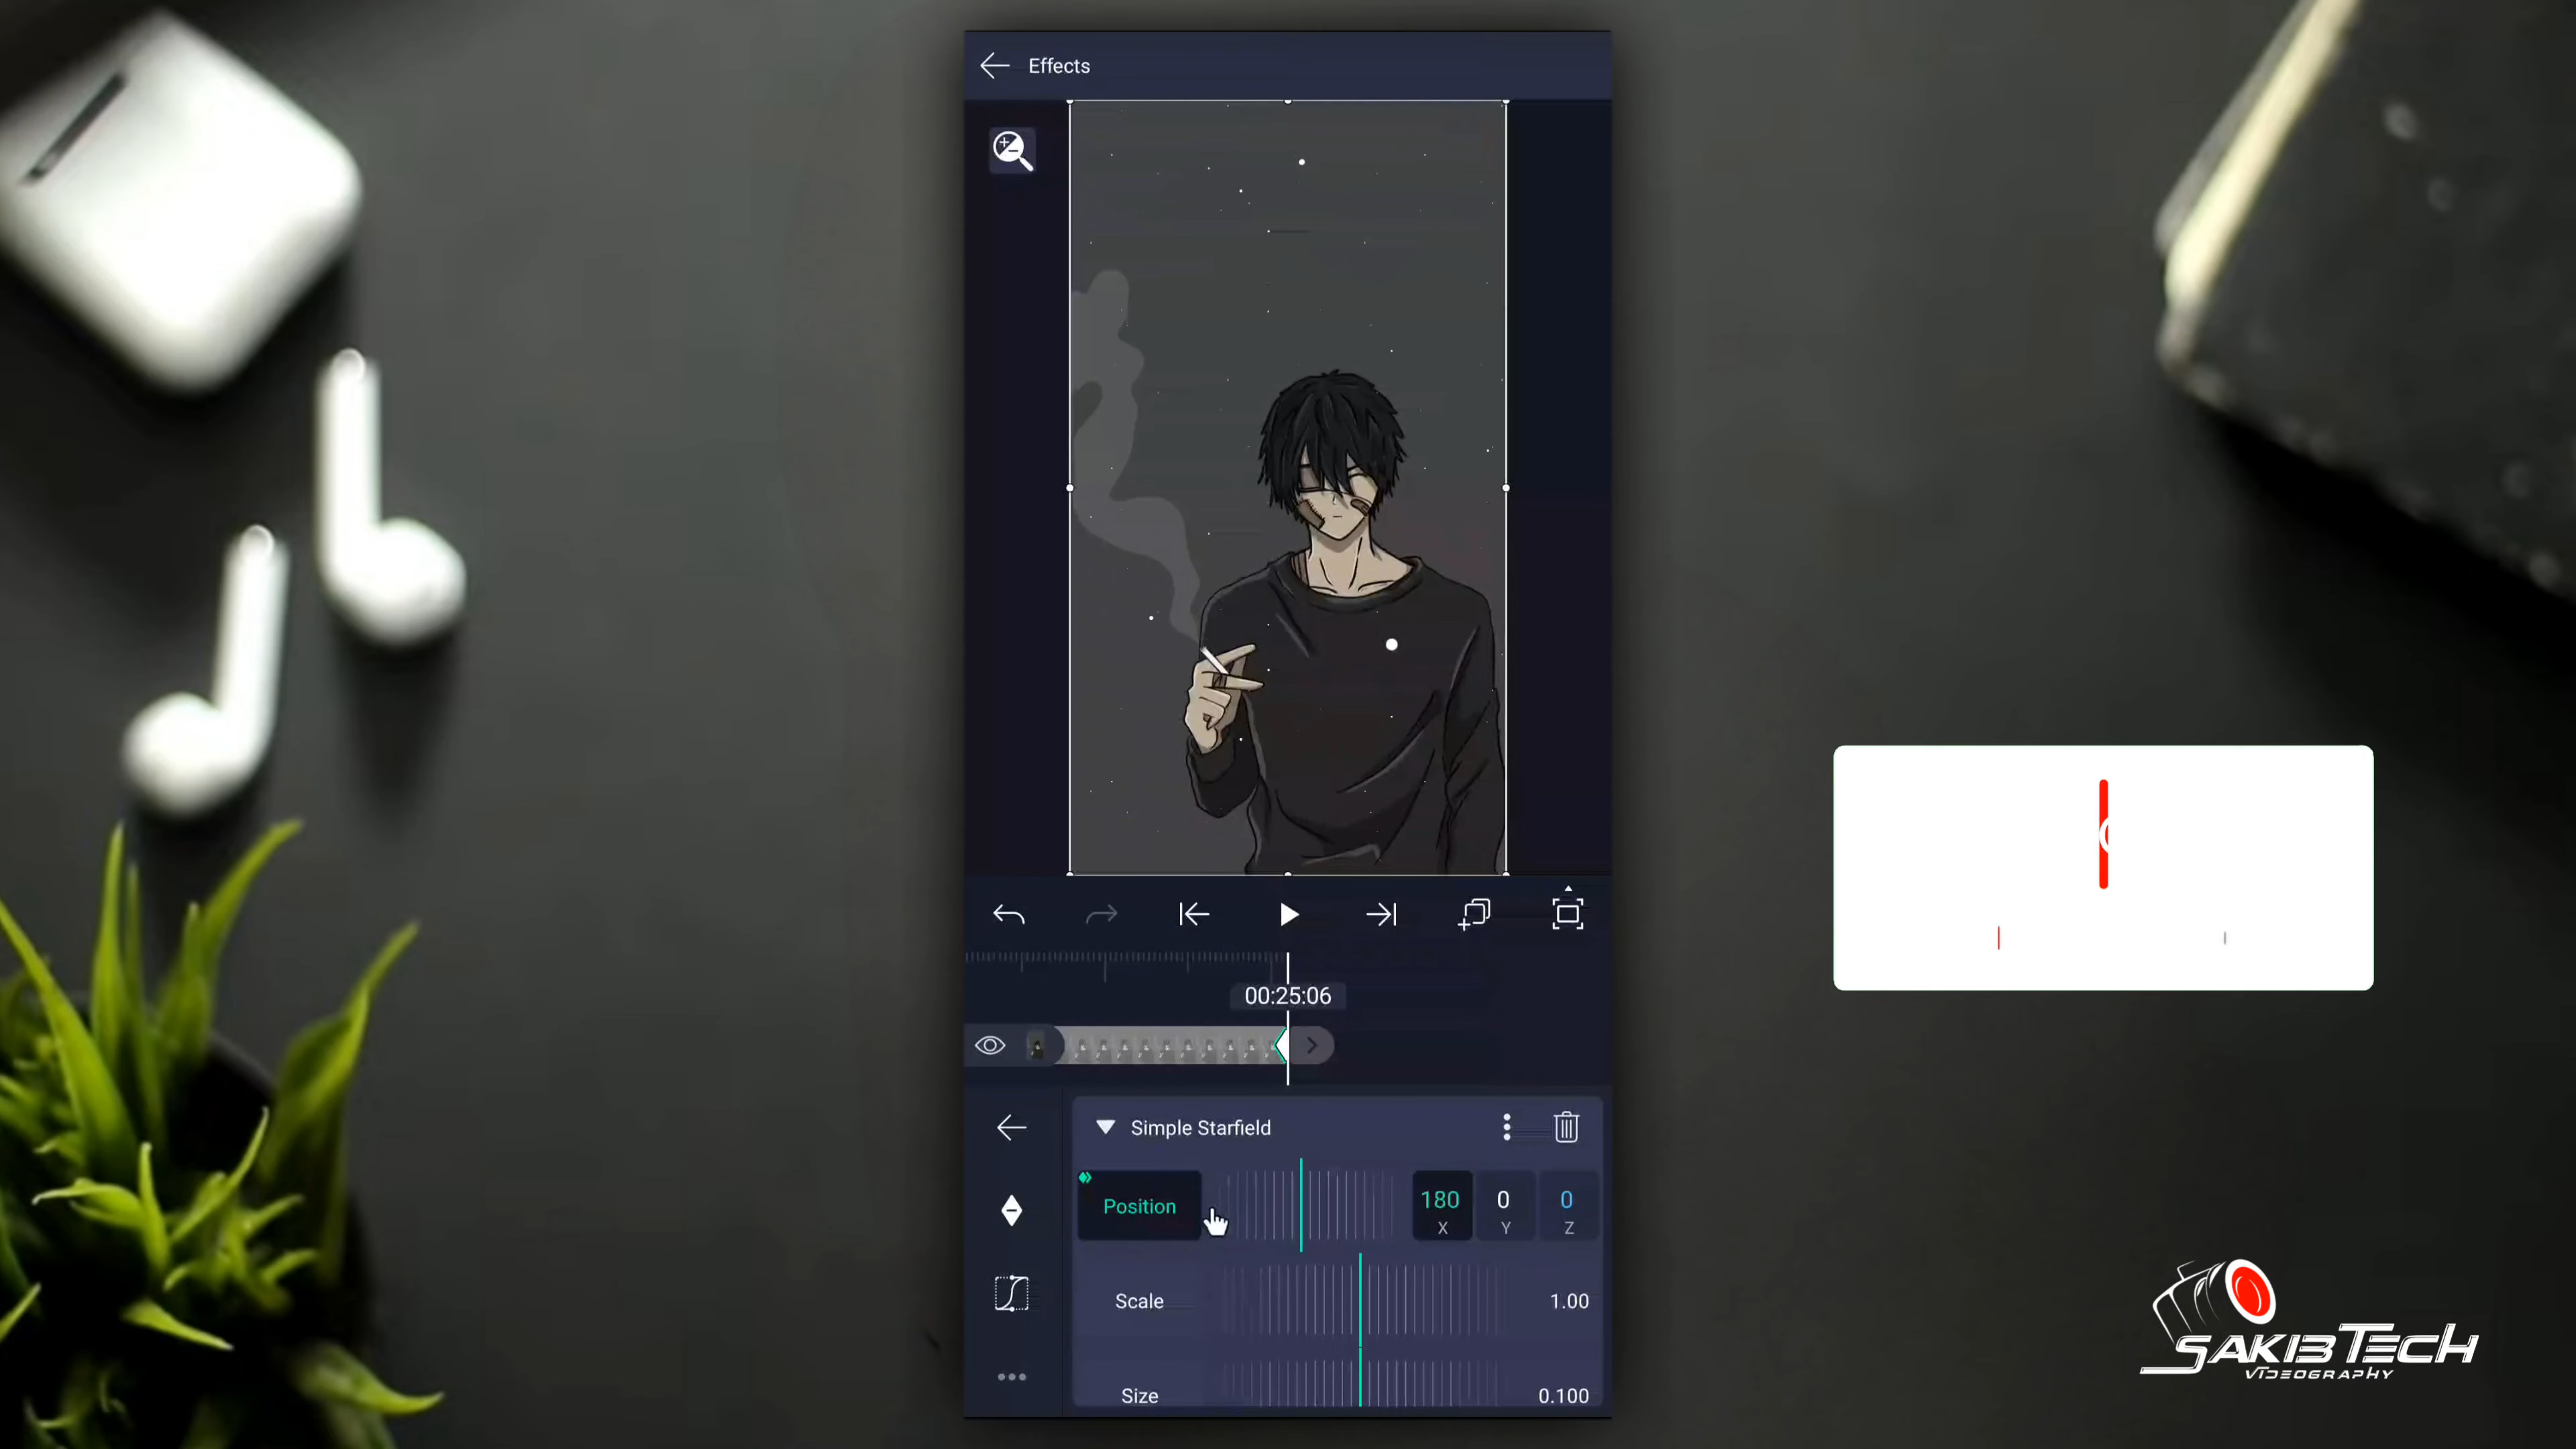 Effects
00:25:06
Simple Starfield
Position
180 0 0
X Y Z
Scale 1.00
Size 0.100
SAKIB TECH
VIDEOGRAPHY